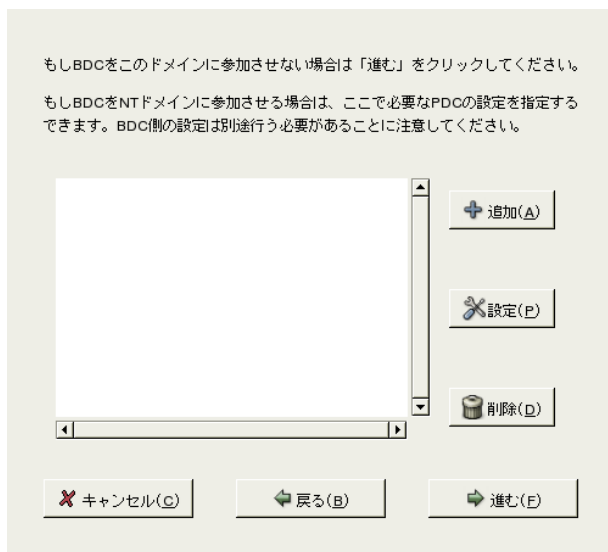 もしBDCをこのドメインに参加させない場合は「進む」をクリックしてください。
もしBDCをNTドメインに参加させる場合は、ここで必要なPDCの設定を指定する
できます。BDC側の設定は別途行う必要があることに注意してください。
追加(A)
設定(P)
削除(D)
キャンセル(C)
戻る(B)
進む(F)